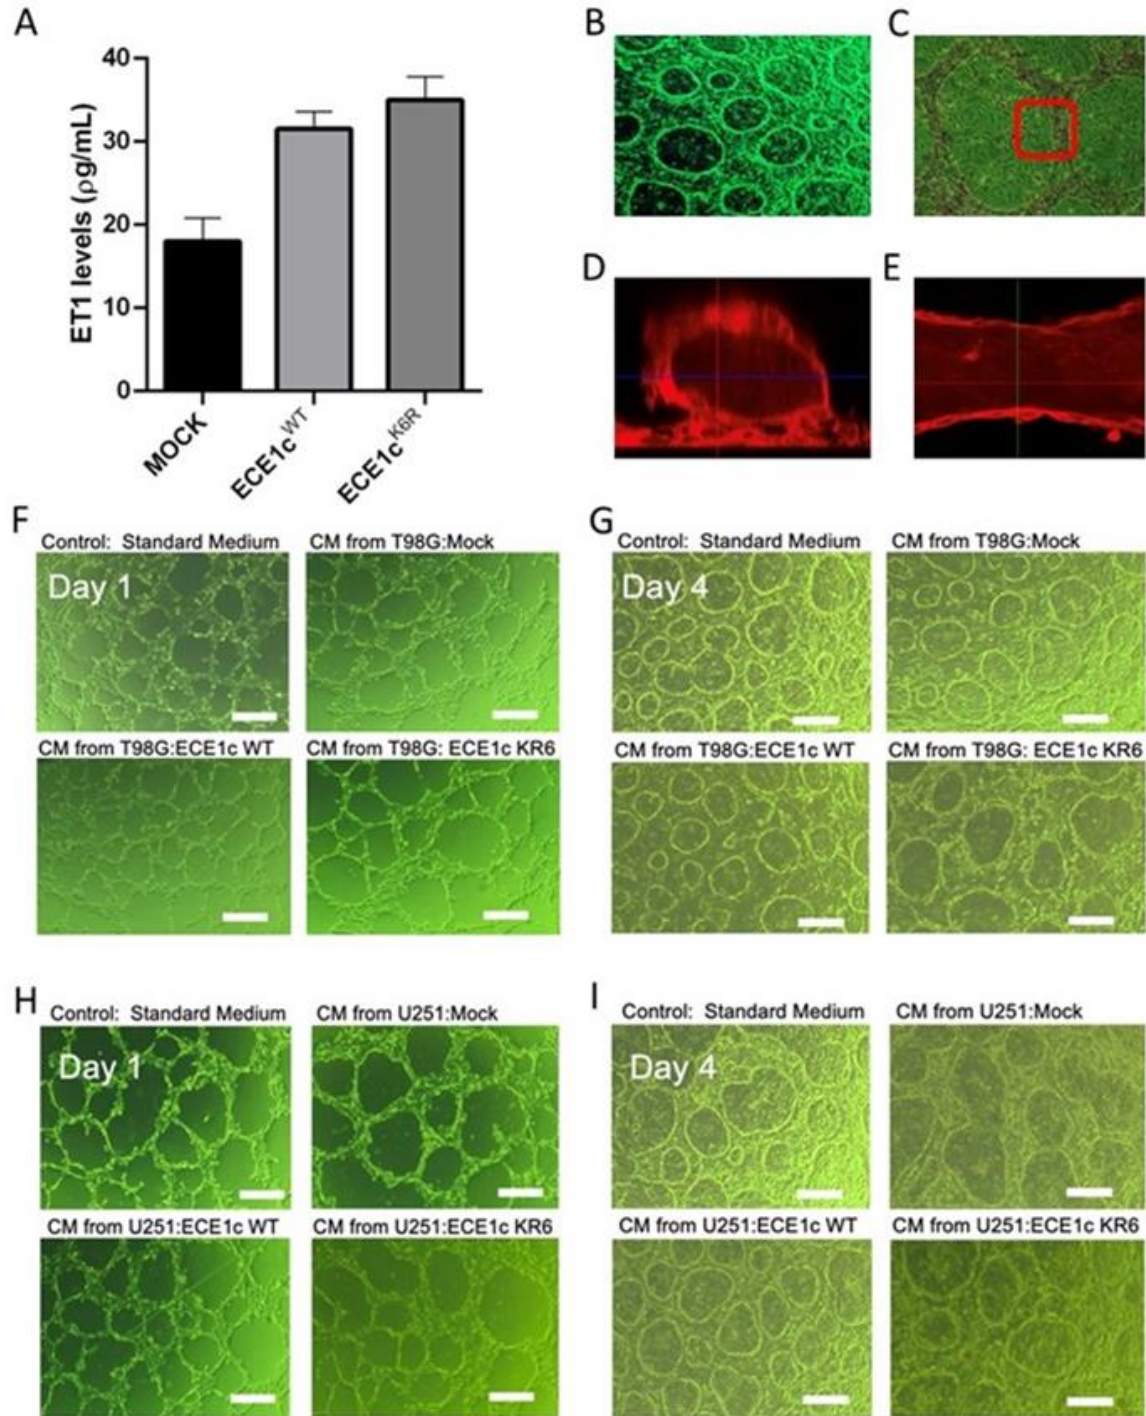 A
ET1 levels (ρg/mL)
40
30
20
10
0
MOCK
ECE1cWT
ECE1cK6R
B
C
D
E
F
Control: Standard Medium
CM from T98G:Mock
Day 1
CM from T98G:ECE1c WT
CM from T98G: ECE1c KR6
G
Control: Standard Medium
CM from T98G:Mock
Day 4
CM from T98G:ECE1c WT
CM from T98G: ECE1c KR6
H
Control: Standard Medium
CM from U251:Mock
Day 1
CM from U251:ECE1c WT
CM from U251:ECE1c KR6
I
Control: Standard Medium
CM from U251:Mock
Day 4
CM from U251:ECE1c WT
CM from U251:ECE1c KR6